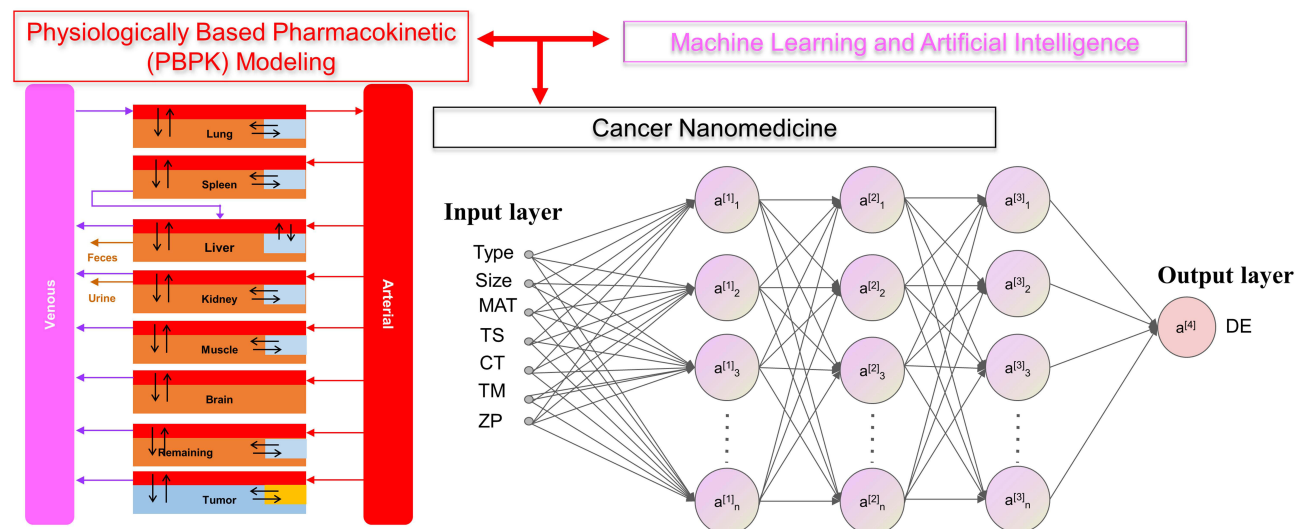 Physiologically Based Pharmacokinetic
(PBPK) Modeling
Machine Learning and Artificial Intelligence
Cancer Nanomedicine
Venous
Arterial
Lung
Spleen
Liver
Feces
Kidney
Urine
Muscle
Brain
Remaining
Tumor
Input layer
Type
Size
MAT
TS
CT
TM
ZP
a[1]1
a[2]1
a[3]1
a[1]2
a[2]2
a[3]2
a[1]3
a[2]3
a[3]3
a[1]n
a[2]n
a[3]n
Output layer
a[4]
DE